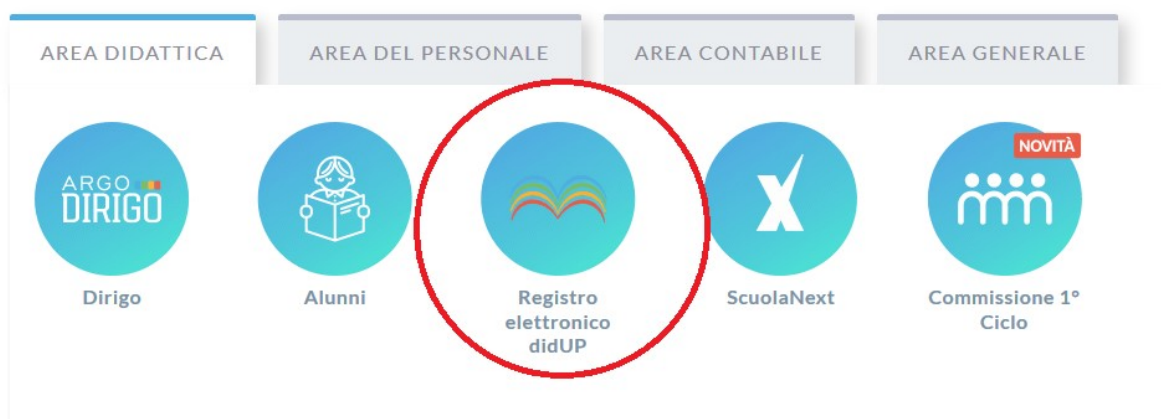 AREA DIDATTICA
AREA DEL PERSONALE
AREA CONTABILE
AREA GENERALE
ARGO
DIRIGO
NOVITÀ
Dirigo
Alunni
Registro
elettronico
didUP
ScuolaNext
Commissione 1°
Ciclo